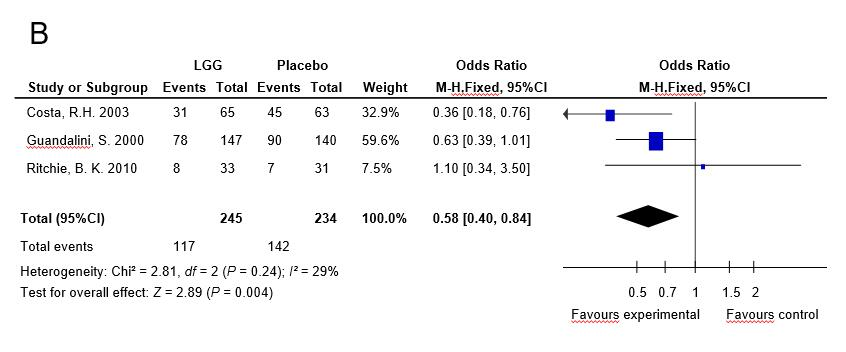 B
LGG Placebo Odds Ratio Odds Ratio
Study or Subgroup Events Total Events Total Weight M-H,Fixed, 95%CI M-H,Fixed, 95%CI
Costa, R.H. 2003 31 65 45 63 32.9% 0.36 [0.18, 0.76]
Guandalini, S. 2000 78 147 90 140 59.6% 0.63 [0.39, 1.01]
Ritchie, B. K. 2010 8 33 7 31 7.5% 1.10 [0.34, 3.50]
Total (95%CI) 245 234 100.0% 0.58 [0.40, 0.84]
Total events 117 142
Heterogeneity: Chi² = 2.81, df = 2 (P = 0.24); I² = 29%
Test for overall effect: Z = 2.89 (P = 0.004)
0.5 0.7 1 1.5 2
Favours experimental Favours control